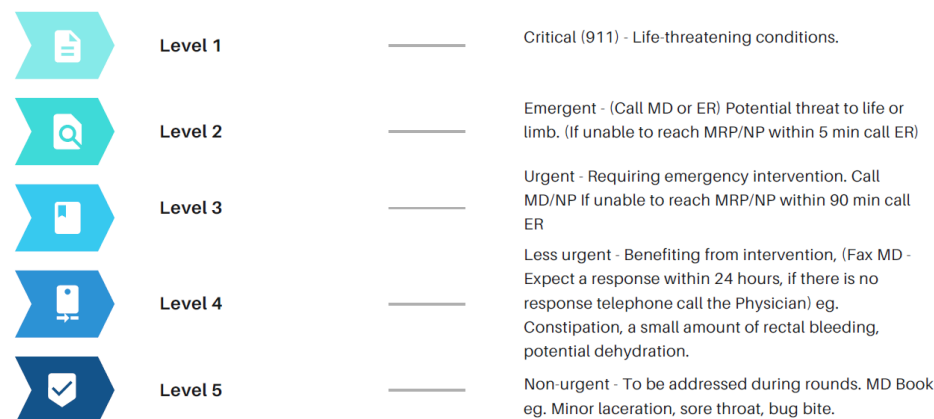 Level 1
Critical (911) - Life-threatening conditions.
Level 2
Emergent - (Call MD or ER) Potential threat to life or
limb. (If unable to reach MRP/NP within 5 min call ER)
Level 3
Urgent - Requiring emergency intervention. Call
MD/NP If unable to reach MRP/NP within 90 min call
ER
Level 4
Less urgent - Benefiting from intervention, (Fax MD -
Expect a response within 24 hours, if there is no
response telephone call the Physician) eg.
Constipation, a small amount of rectal bleeding,
potential dehydration.
Level 5
Non-urgent - To be addressed during rounds. MD Book
eg. Minor laceration, sore throat, bug bite.